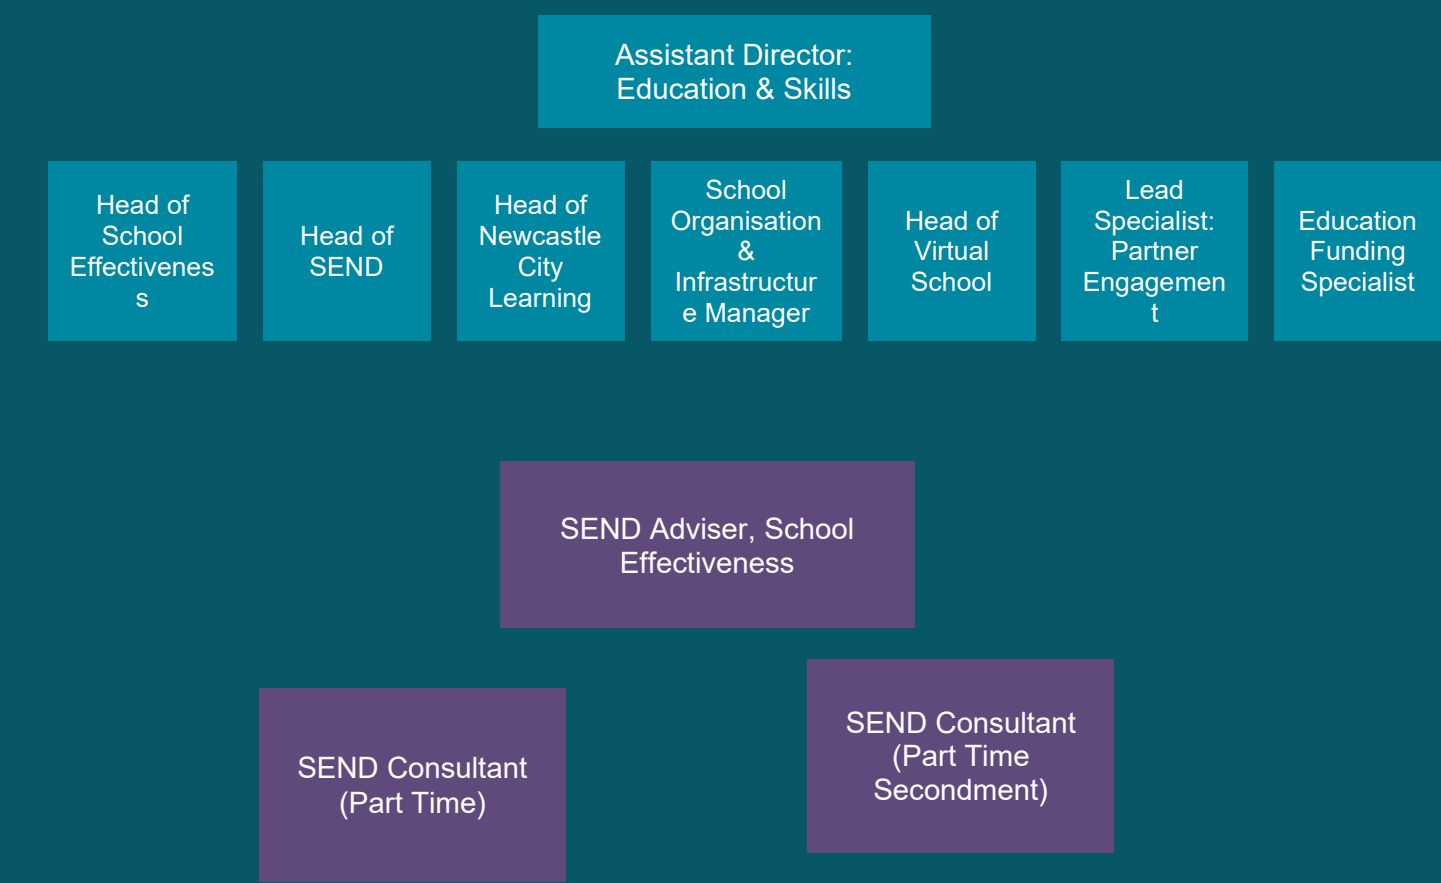 Assistant Director:
Education & Skills
Head of
School
Effectivenes
s
Head of
SEND
Head of
Newcastle
City
Learning
School
Organisation
&
Infrastructur
e Manager
Head of
Virtual
School
Lead
Specialist:
Partner
Engagemen
t
Education
Funding
Specialist
SEND Adviser, School
Effectiveness
SEND Consultant
(Part Time)
SEND Consultant
(Part Time
Secondment)